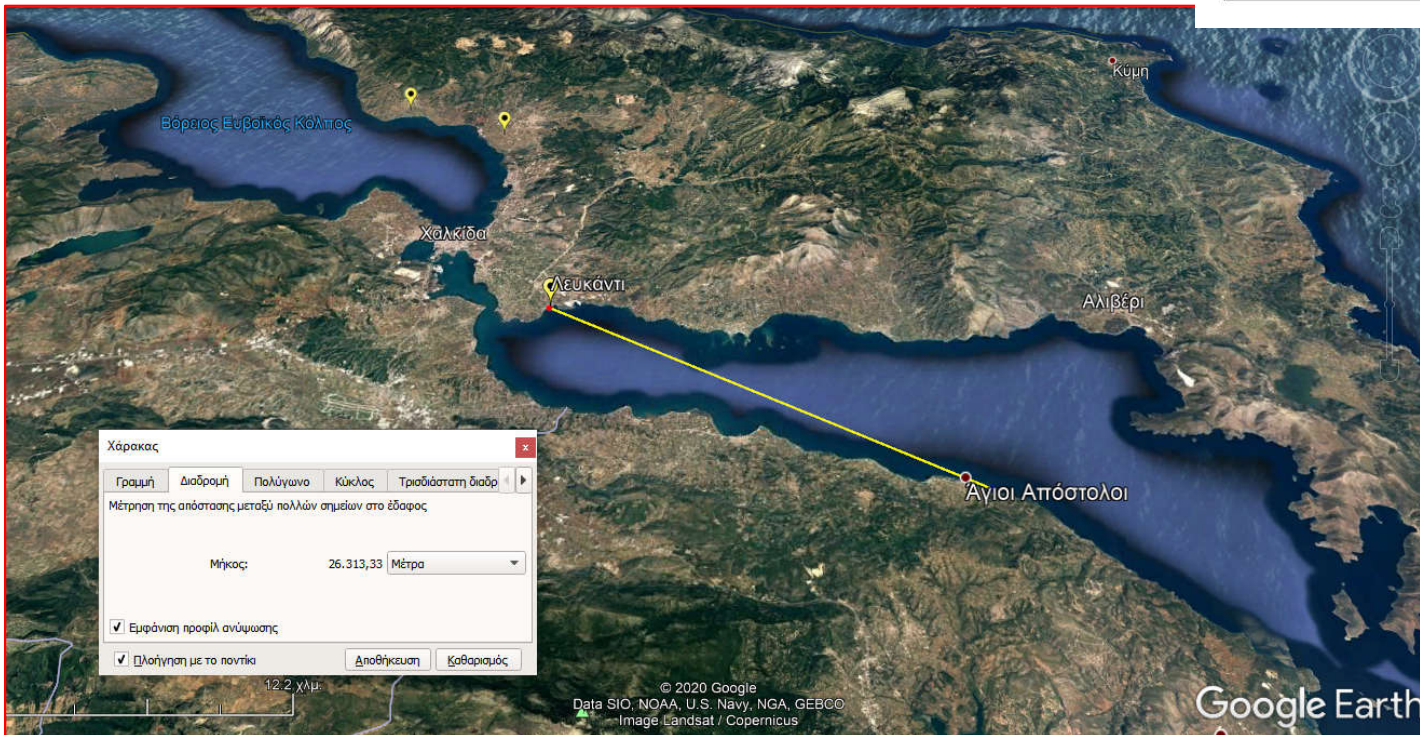 Κύμη
Βόρειος Ευβοϊκός Κόλπος
Χαλκίδα
Λευκάντι
Αλιβέρι
Άγιοι Απόστολοι
Χάρακας
x
Γραμμή Διαδρομή Πολύγωνο Κύκλος Τρισδιάστατη διαδρ
Μέτρηση της απόστασης μεταξύ πολλών σημείων στο έδαφος
Μήκος: 26.313,33 Μέτρα
Εμφάνιση προφίλ ανύψωσης
Πλοήγηση με το ποντίκι Αποθήκευση Καθαρισμός
12.2 χλμ.
© 2020 Google
Data SIO, NOAA, U.S. Navy, NGA, GEBCO
Image Landsat / Copernicus
Google Earth